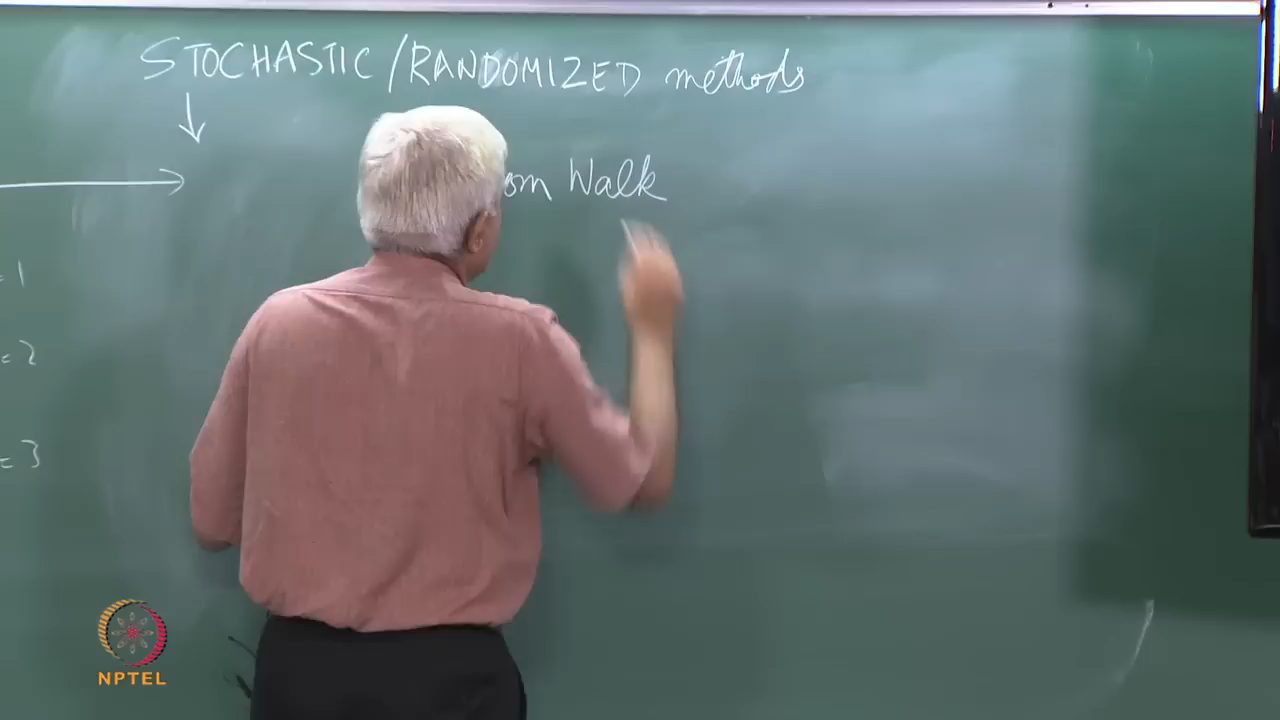 STOCHASTIC / RANDOMIZED methods
om Walk
= 1
= 2
= 3
NPTEL